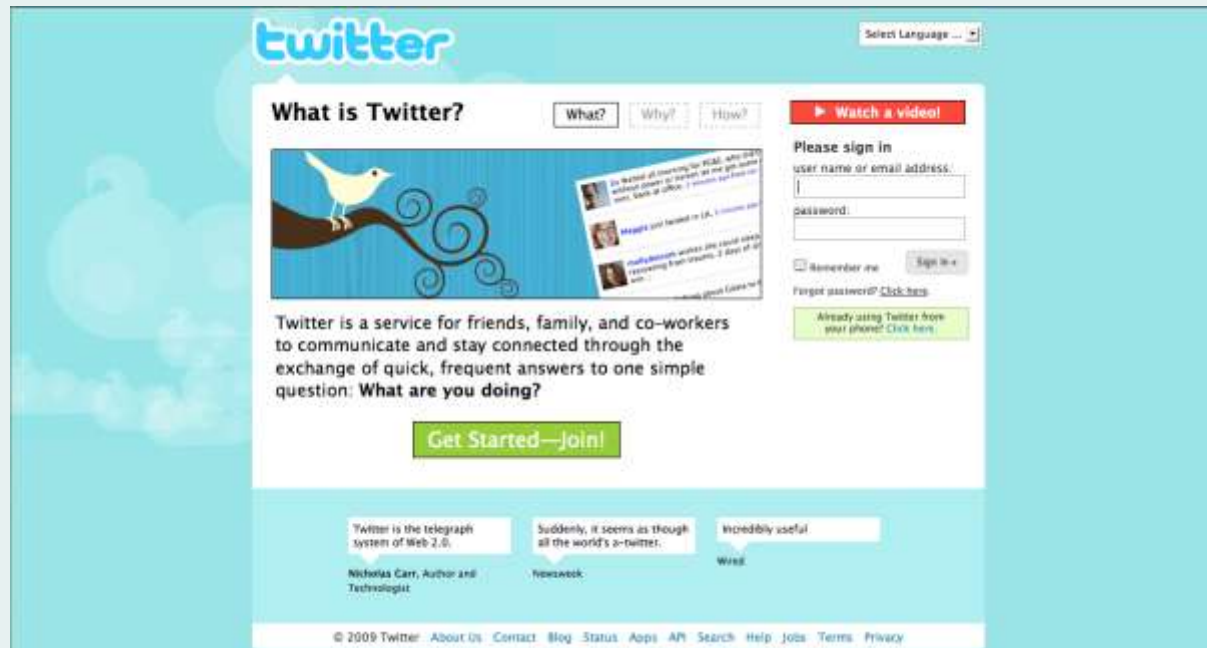 twitter
Select Language ...
What is Twitter?
What?
Why?
How?
Watch a video!
Please sign in
user name or email address:
password:
Remember me
Sign In »
Forgot password? Click here.
Already using Twitter from
your phone? Click here.
Twitter is a service for friends, family, and co-workers
to communicate and stay connected through the
exchange of quick, frequent answers to one simple
question: What are you doing?
Get Started—Join!
Twitter is the telegraph
system of Web 2.0.
Nicholas Carr, Author and
Technologist
Suddenly, it seems as though
all the world's a-twitter.
Newsweek
Incredibly useful
Wired
© 2009 Twitter About Us Contact Blog Status Apps API Search Help Jobs Terms Privacy